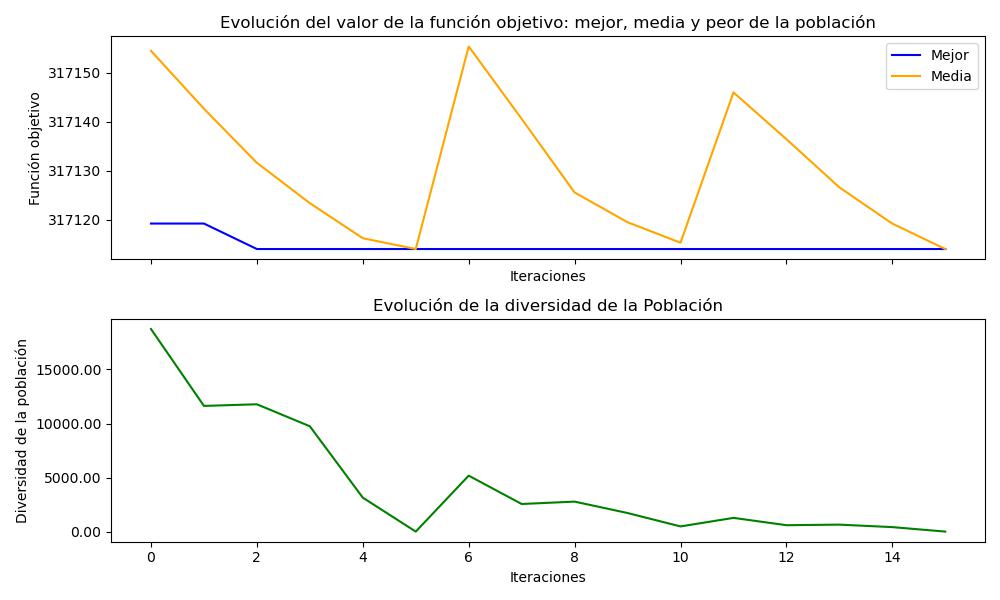 Evolución del valor de la función objetivo: mejor, media y peor de la población
Función objetivo
317150
317140
317130
317120
Mejor
Media
Iteraciones
Evolución de la diversidad de la Población
Diversidad de la población
15000.00
10000.00
5000.00
0.00
0 2 4 6 8 10 12 14
Iteraciones